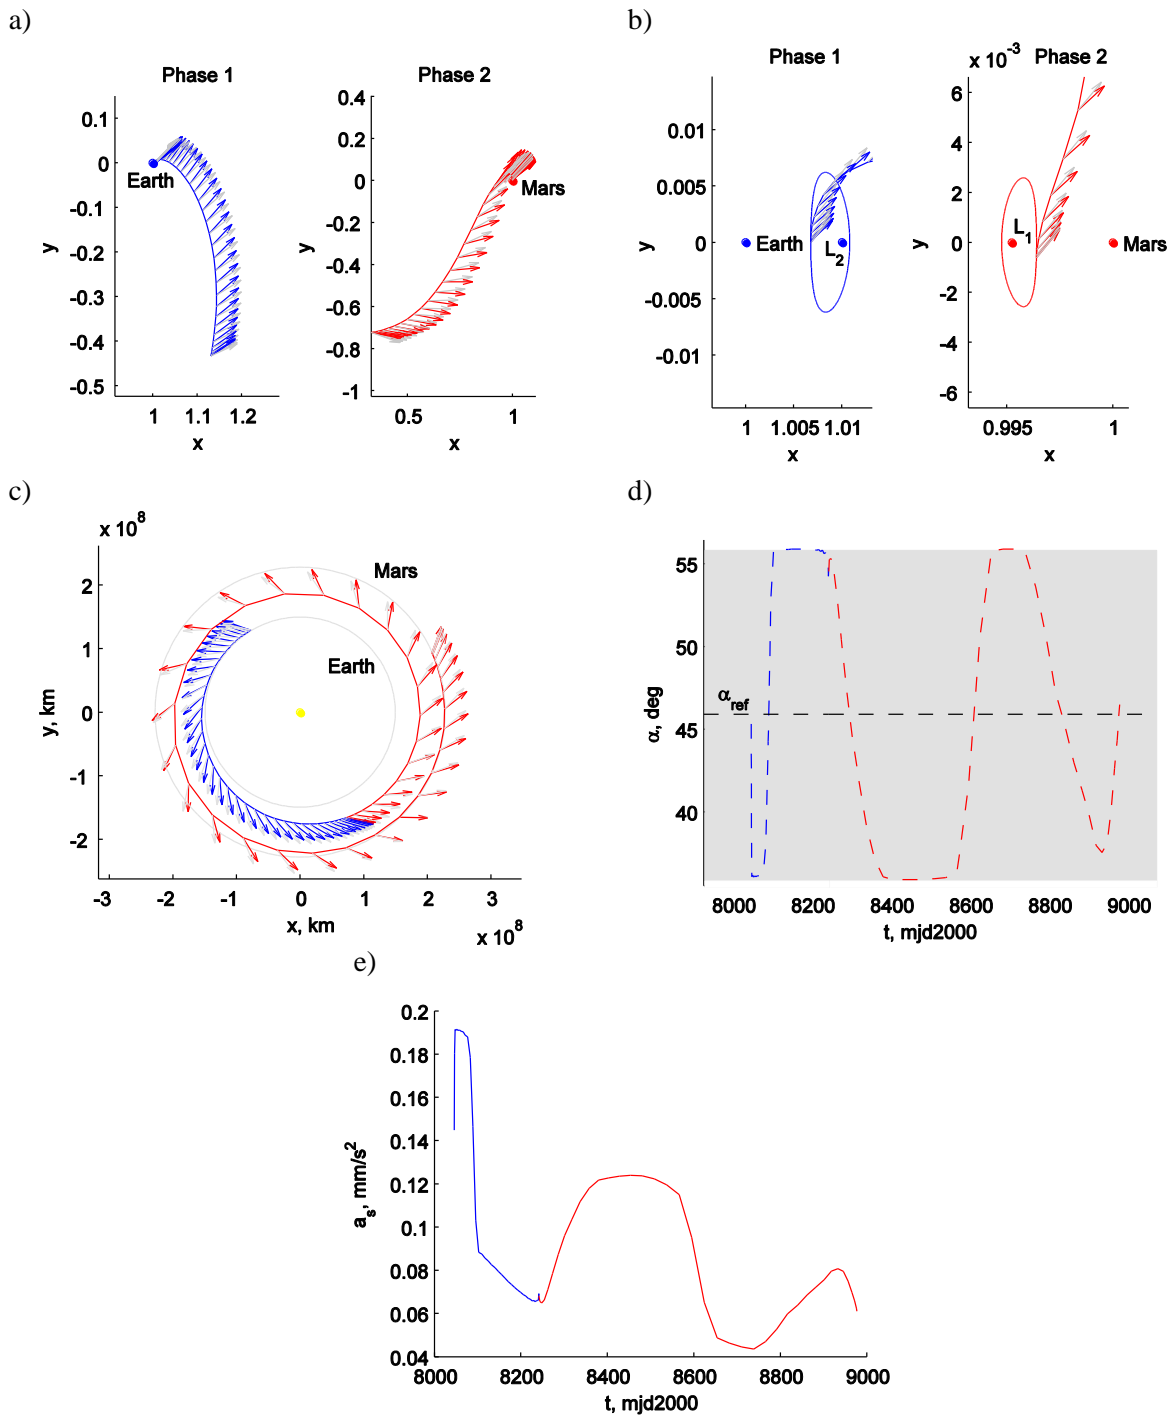 a)
Phase 1
0.1
0
-0.1
-0.2
-0.3
-0.4
-0.5
y
Earth
1 1.1 1.2
x
Phase 2
0.4
0.2
0
-0.2
-0.4
-0.6
-0.8
-1
y
Mars
0.5 1
x
b)
Phase 1
0.01
0.005
0
-0.005
-0.01
y
Earth
L2
1 1.005 1.01
x
x 10-3
Phase 2
6
4
2
0
-2
-4
-6
y
L1
Mars
0.995 1
x
c)
x 10^8
2
1
0
-1
-2
y, km
Mars
Earth
-3 -2 -1 0 1 2 3
x, km
x 10^8
d)
55
50
45
40
α, deg
αref
8000 8200 8400 8600 8800 9000
t, mjd2000
e)
0.2
0.18
0.16
0.14
0.12
0.1
0.08
0.06
0.04
as, mm/s2
8000 8200 8400 8600 8800 9000
t, mjd2000